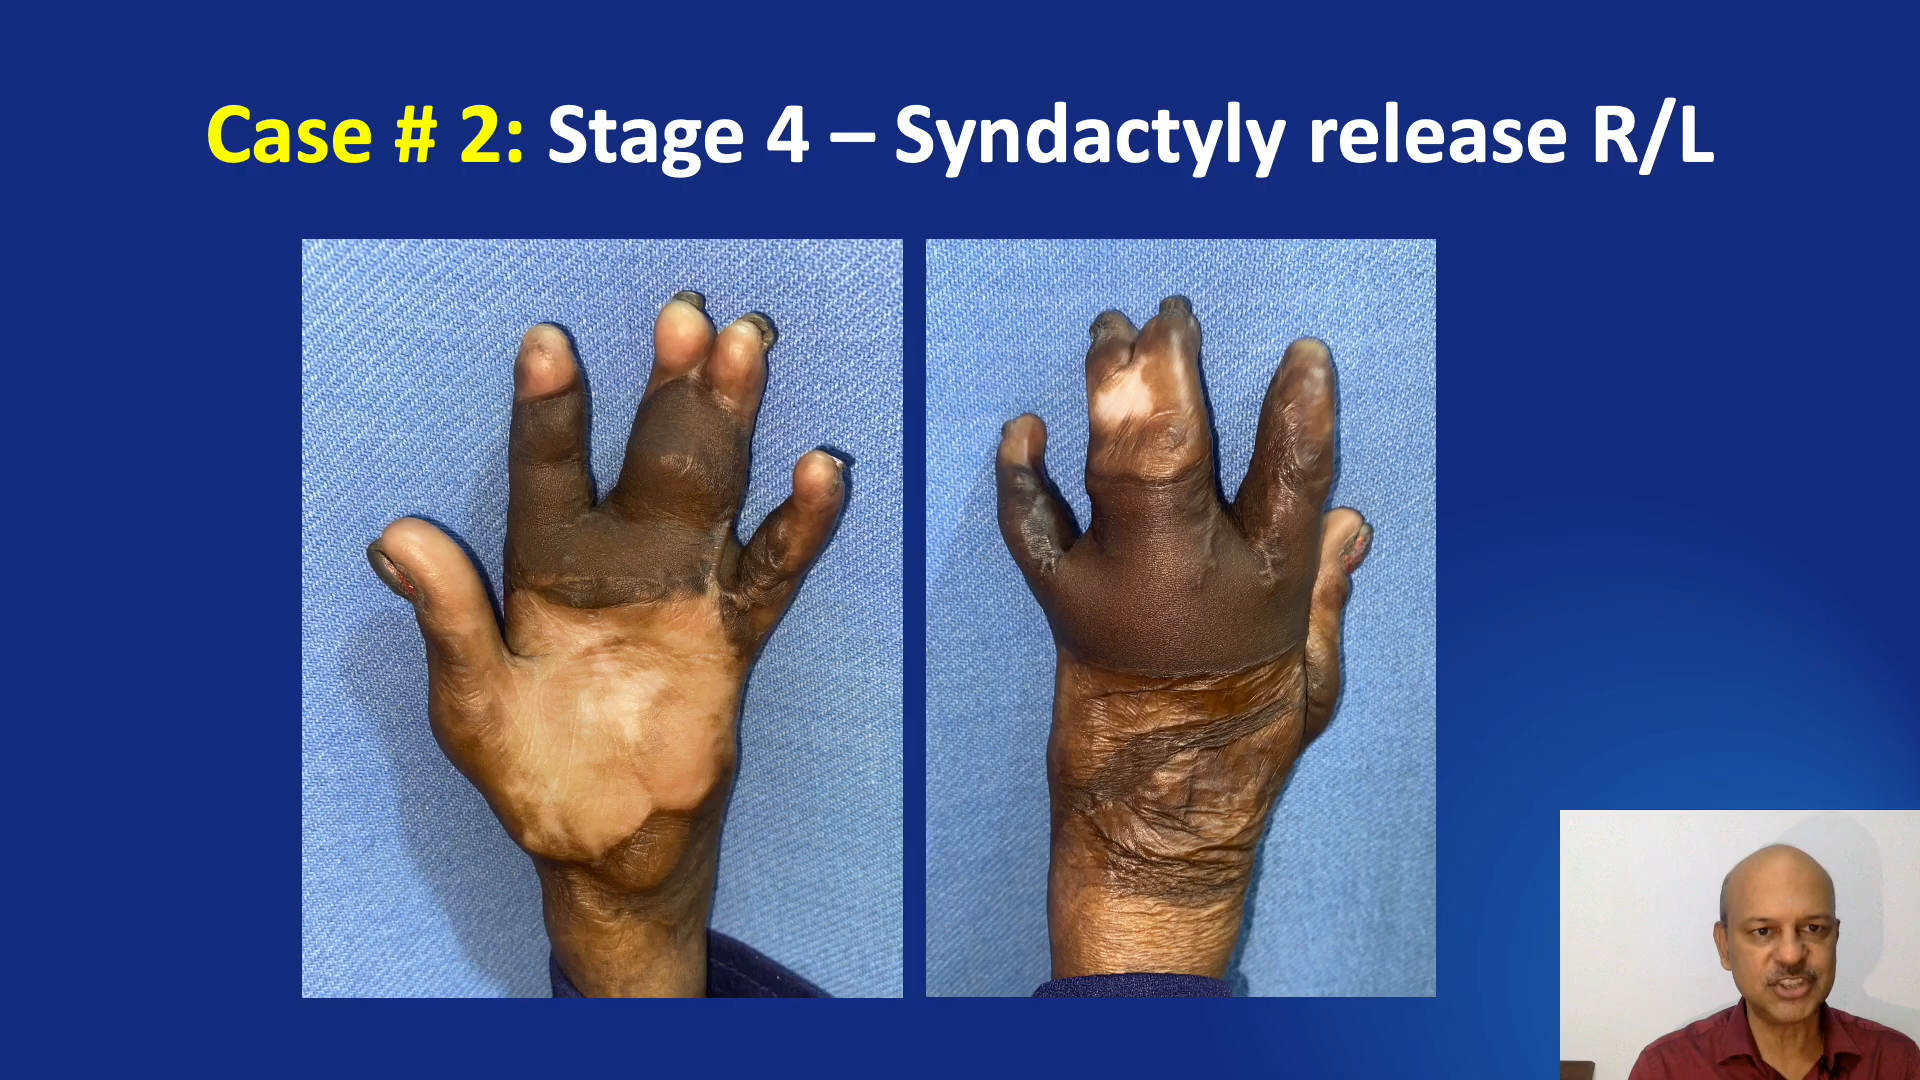 Case # 2: Stage 4 – Syndactyly release R/L